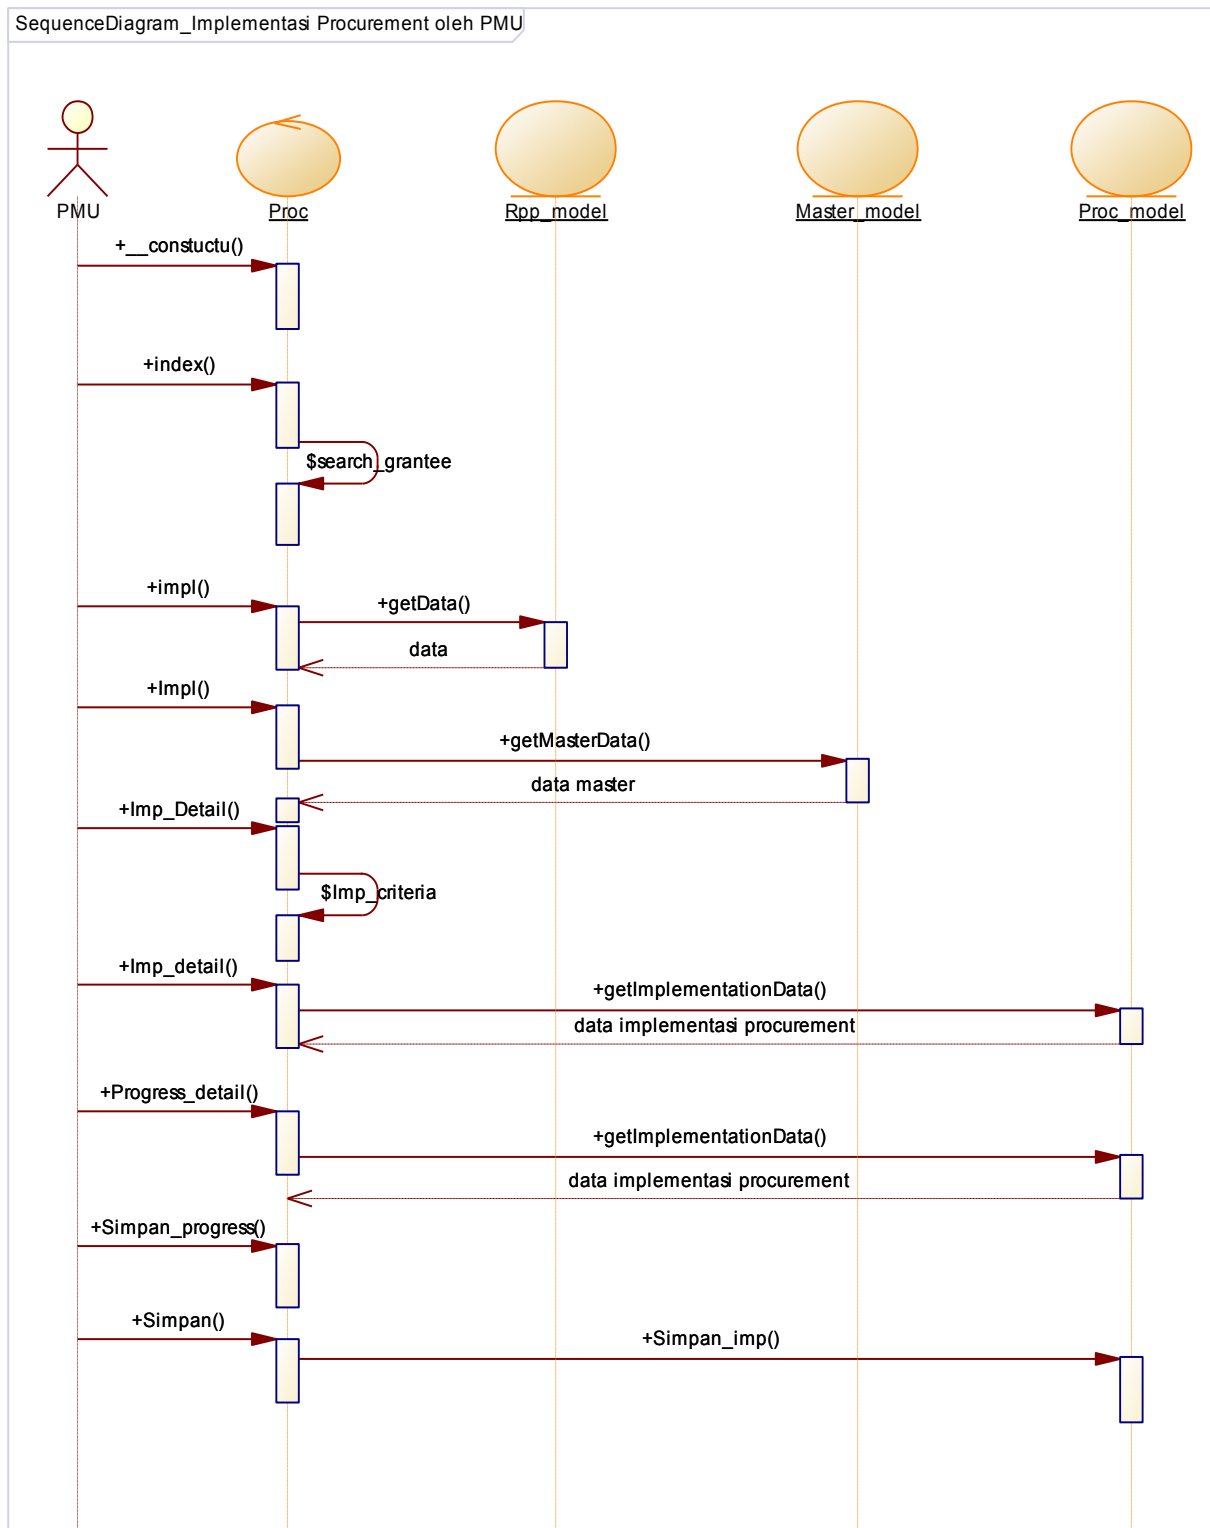 SequenceDiagram_Implementasi Procurement oleh PMU
PMU
Proc
Rpp_model
Master_model
Proc_model
+__constuctu()
+index()
$search_grantee
+impl()
+getData()
data
+Impl()
+getMasterData()
data master
+Imp_Detail()
$Imp_criteria
+Imp_detail()
+getImplementationData()
data implementasi procurement
+Progress_detail()
+getImplementationData()
data implementasi procurement
+Simpan_progress()
+Simpan()
+Simpan_imp()